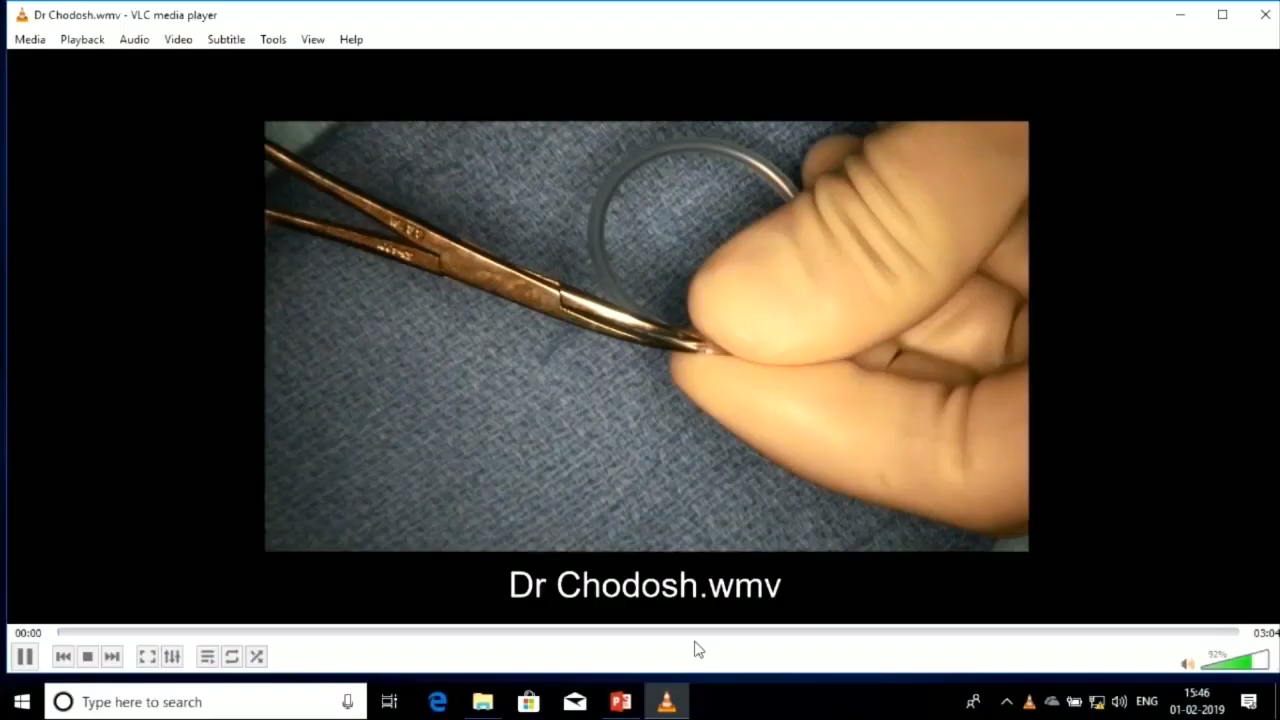 Dr Chodosh.wmv - VLC media player
Media Playback Audio Video Subtitle Tools View Help
Dr Chodosh.wmv
00:00 03:04
92%
Type here to search
ENG
15:46
01-02-2019